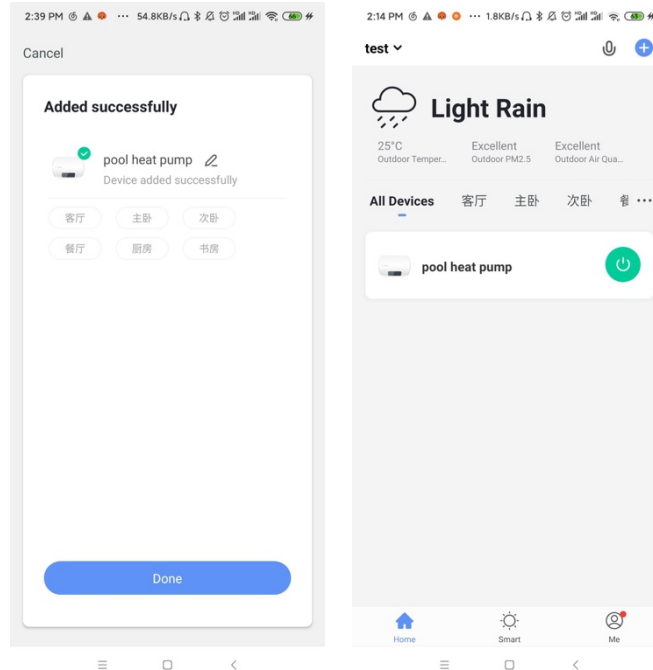 2:39 PM ... 54.8KB/s
Cancel
Added successfully
pool heat pump
Device added successfully
客厅 主卧 次卧
餐厅 厨房 书房
Done
2:14 PM ... 1.8KB/s
test
Light Rain
25°C Excellent Excellent
Outdoor Temper... Outdoor PM2.5 Outdoor Air Qua...
All Devices 客厅 主卧 次卧 ...
pool heat pump
Home Smart Me